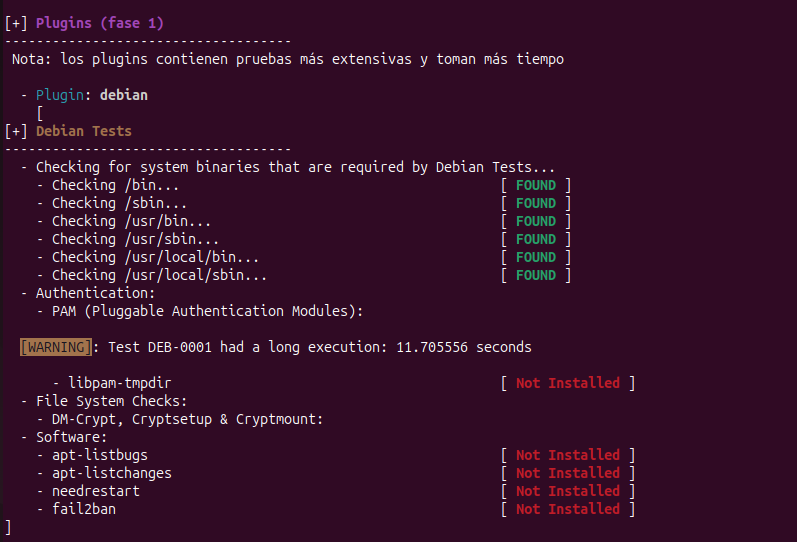 [+] Plugins (fase 1)
------------------------------------
Nota: los plugins contienen pruebas más extensivas y toman más tiempo
- Plugin: debian
[
[+] Debian Tests
------------------------------------
- Checking for system binaries that are required by Debian Tests...
- Checking /bin... [ FOUND ]
- Checking /sbin... [ FOUND ]
- Checking /usr/bin... [ FOUND ]
- Checking /usr/sbin... [ FOUND ]
- Checking /usr/local/bin... [ FOUND ]
- Checking /usr/local/sbin... [ FOUND ]
- Authentication:
- PAM (Pluggable Authentication Modules):
[WARNING]: Test DEB-0001 had a long execution: 11.705556 seconds
- libpam-tmpdir [ Not Installed ]
- File System Checks:
- DM-Crypt, Cryptsetup & Cryptmount:
- Software:
- apt-listbugs [ Not Installed ]
- apt-listchanges [ Not Installed ]
- needrestart [ Not Installed ]
- fail2ban [ Not Installed ]
]